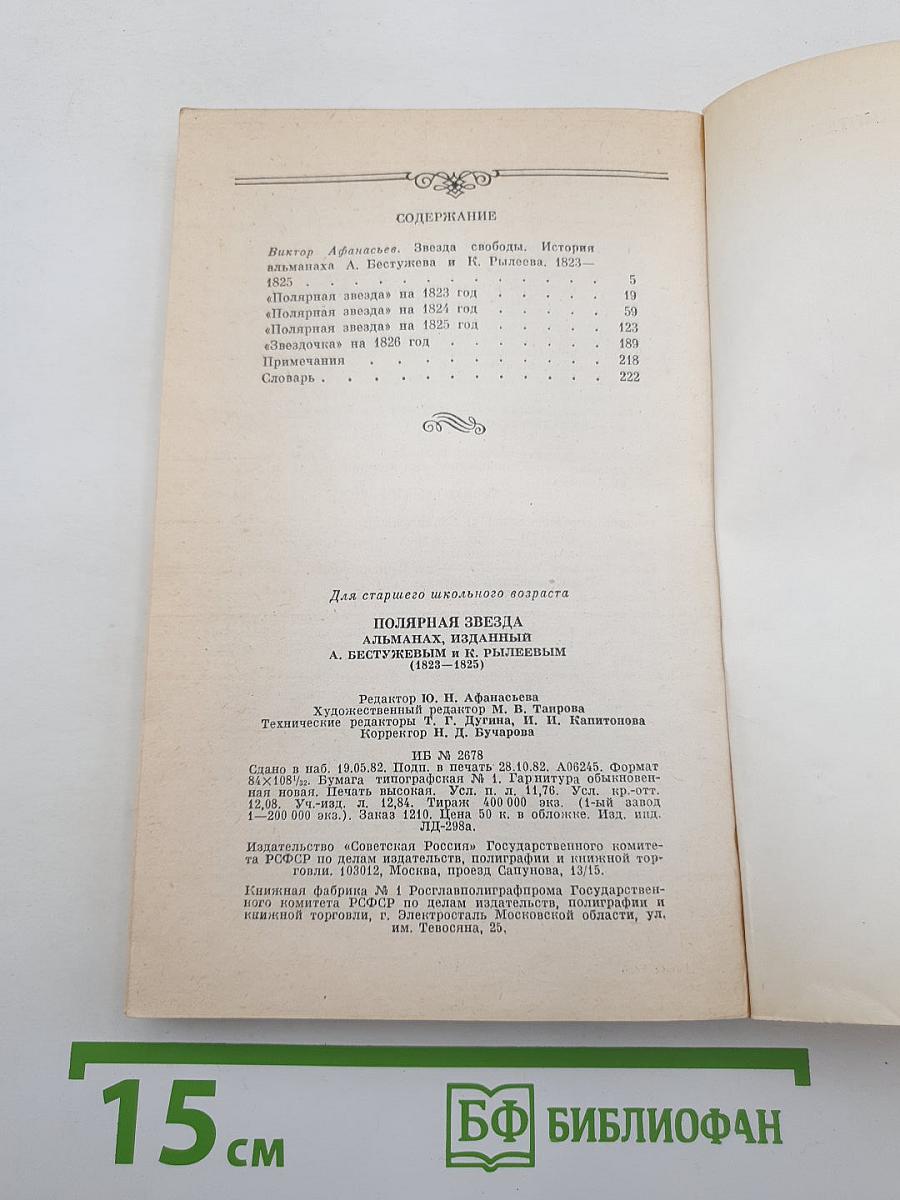 СОДЕРЖАНИЕ
Виктор Афанасьев. Звезда свободы. История
альманаха А. Бестужева и К. Рылеева. 1823—
1825 . . . . . . . . . . . . . 5
«Полярная звезда» на 1823 год . . . . . 19
«Полярная звезда» на 1824 год . . . . . 59
«Полярная звезда» на 1825 год . . . . . 123
«Звездочка» на 1826 год . . . . . . . 189
Примечания . . . . . . . . . . 218
Словарь . . . . . . . . . . . . . 222
Для старшего школьного возраста
ПОЛЯРНАЯ ЗВЕЗДА
АЛЬМАНАХ, ИЗДАННЫЙ
А. БЕСТУЖЕВЫМ и К. РЫЛЕЕВЫМ
(1823—1825)
Редактор Ю. Н. Афанасьева
Художественный редактор М. В. Таирова
Технические редакторы Т. Г. Дугина, И. И. Капитонова
Корректор Н. Д. Бучарова
ИБ № 2678
Сдано в наб. 19.05.82. Подп. в печать 28.10.82. А06245. Формат
84×108¹/₃₂. Бумага типографская № 1. Гарнитура обыкновен-
ная новая. Печать высокая. Усл. п. л. 11,76. Усл. кр.-отт.
12,08. Уч.-изд. л. 12,84. Тираж 400 000 экз. (1-ый завод
1—200 000 экз.). Заказ 1210. Цена 50 к. в обложке. Изд. инд.
ЛД-298а.
Издательство «Советская Россия» Государственного комите-
та РСФСР по делам издательств, полиграфии и книжной тор-
говли. 103012, Москва, проезд Сапунова, 13/15.
Книжная фабрика № 1 Росглавполиграфпрома Государствен-
ного комитета РСФСР по делам издательств, полиграфии и
книжной торговли, г. Электросталь Московской области, ул.
им. Тевосяна, 25.
15 см
БФ БИБЛИОФАН